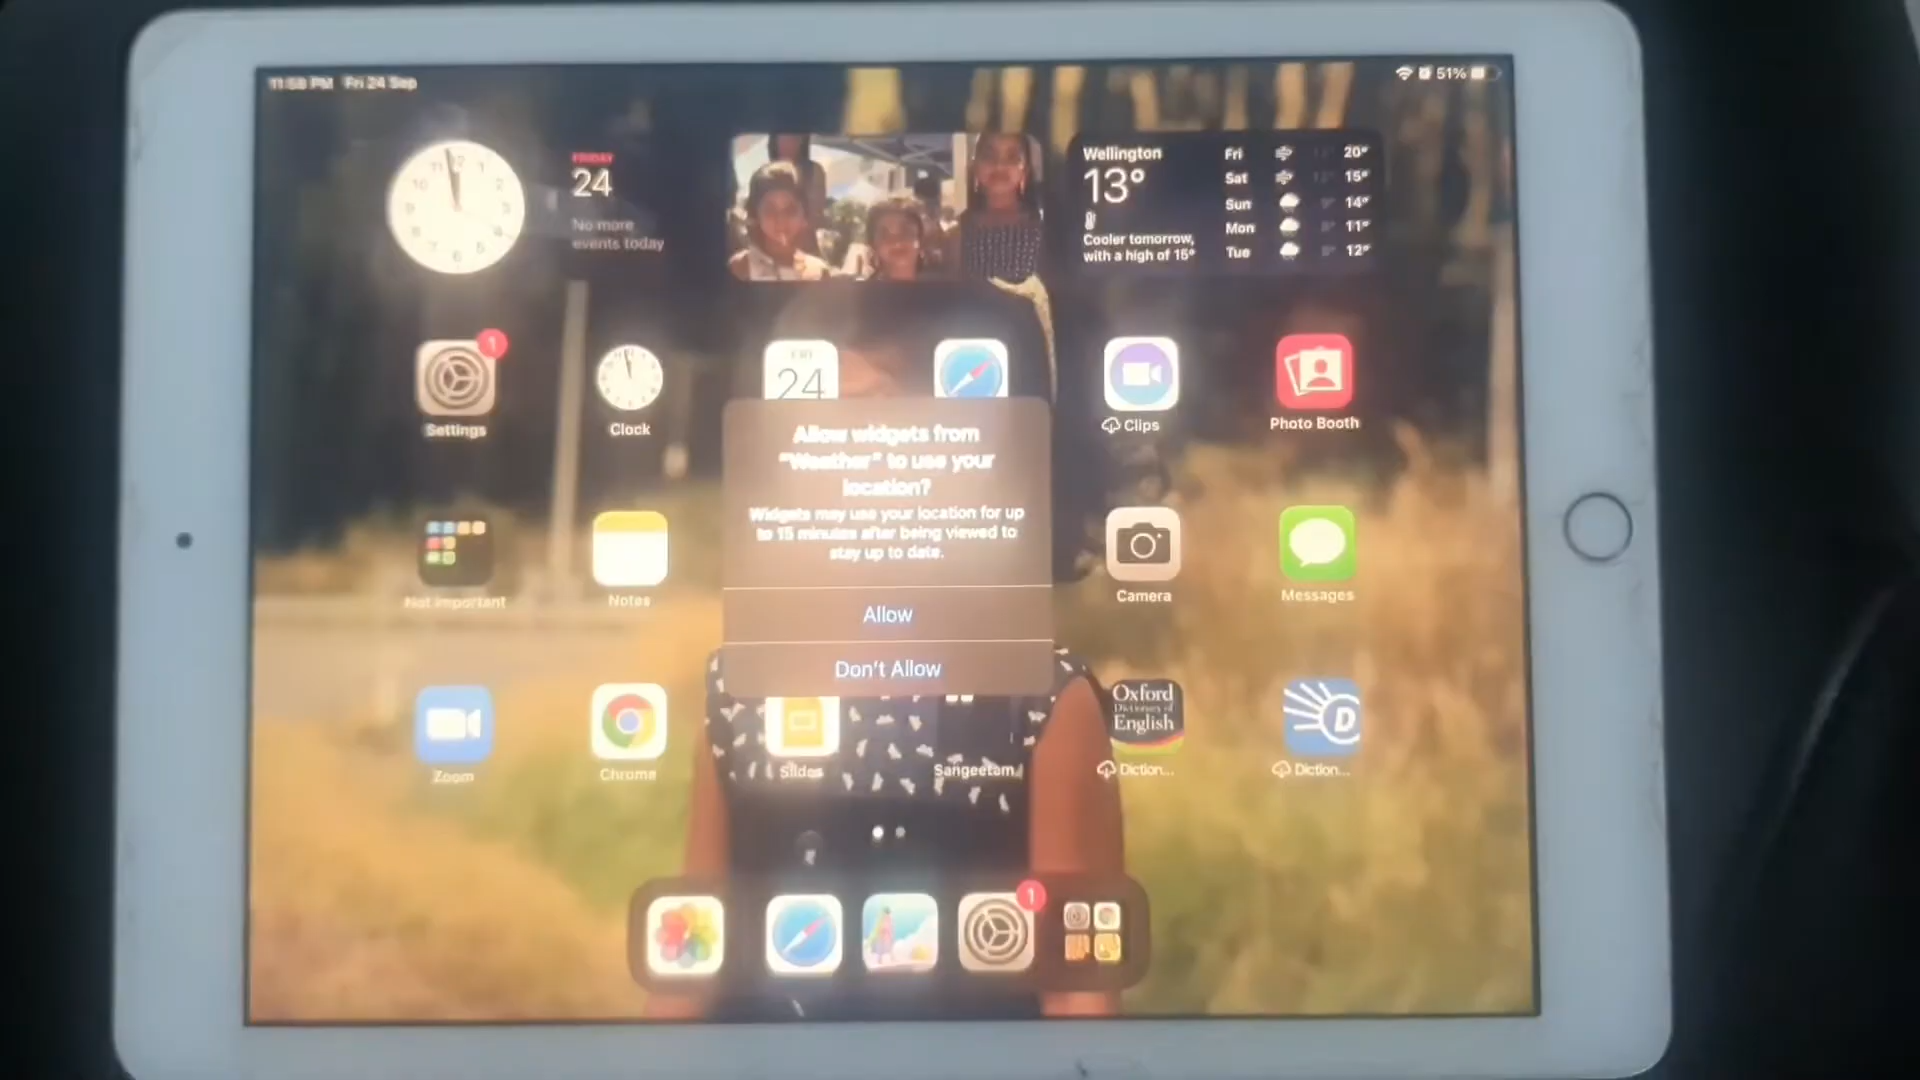 11:58 PM Fri 24 Sep
51%
FRIDAY
24
No more
events today
Wellington
13°
Cooler tomorrow,
with a high of 15°
Fri 20°
Sat 15°
Sun 14°
Mon 11°
Tue 12°
Settings
1
Clock
24
Clips
Photo Booth
Allow widgets from
"Weather" to use your
location?
Widgets may use your location for up
to 15 minutes after being viewed to
stay up to date.
Allow
Don't Allow
Not important
Notes
Camera
Messages
Zoom
Chrome
Slides
Sangeetam
Oxford
Dictionary of
English
Diction...
D
Diction...
1